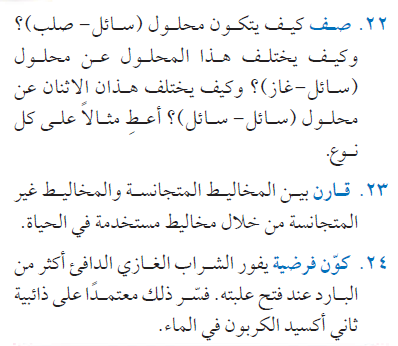 ٢٢. صف كيف يتكون محلول (سائل- صلب)؟
وكيف يختلف هذا المحلول عن محلول
(سائل-غاز)؟ وكيف يختلف هذان الاثنان عن
محلول (سائل- سائل)؟ أعطِ مثالاً على كل
نوع.
٢٣. قارن بين المخاليط المتجانسة والمخاليط غير
المتجانسة من خلال مخاليط مستخدمة في الحياة.
٢٤. كوّن فرضية يفور الشراب الغازي الدافئ أكثر من
البارد عند فتح علبته. فسّر ذلك معتمدًا على ذائبية
ثاني أكسيد الكربون في الماء.